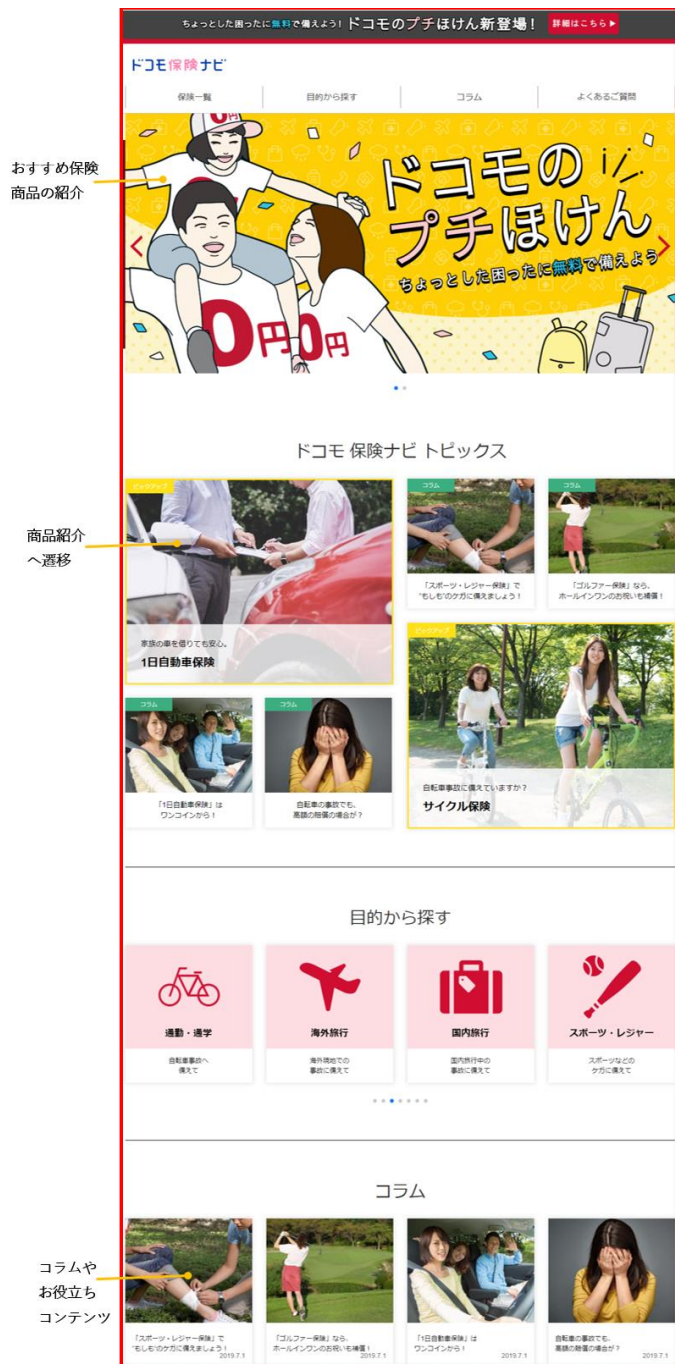 ちょっとした困ったに無料で備えよう！ ドコモのプチほけん新登場！ 詳細はこちら▶
ドコモ保険ナビ
保険一覧 目的から探す コラム よくあるご質問
おすすめ保険
商品の紹介
ドコモの
プチほけん
ちょっとした困ったに無料で備えよう
0円
0円
0円
ドコモ 保険ナビ トピックス
商品紹介
へ遷移
ピックアップ
家族の車を借りても安心。
1日自動車保険
コラム
「スポーツ・レジャー保険」で
"もしも"のケガに備えましょう！
コラム
「ゴルファー保険」なら、
ホールインワンのお祝いも補償！
コラム
「1日自動車保険」は
ワンコインから！
コラム
自転車の事故でも、
高額の賠償の場合が？
ピックアップ
自転車事故に備えていますか？
サイクル保険
目的から探す
通勤・通学
自転車事故へ
備えて
海外旅行
海外現地での
事故に備えて
国内旅行
国内旅行中の
事故に備えて
スポーツ・レジャー
スポーツなどの
ケガに備えて
コラム
コラムや
お役立ち
コンテンツ
「スポーツ・レジャー保険」で
"もしも"のケガに備えましょう！
2019.7.1
「ゴルファー保険」なら、
ホールインワンのお祝いも補償！
2019.7.1
「1日自動車保険」は
ワンコインから！
2019.7.1
自転車の事故でも、
高額の賠償の場合が？
2019.7.1